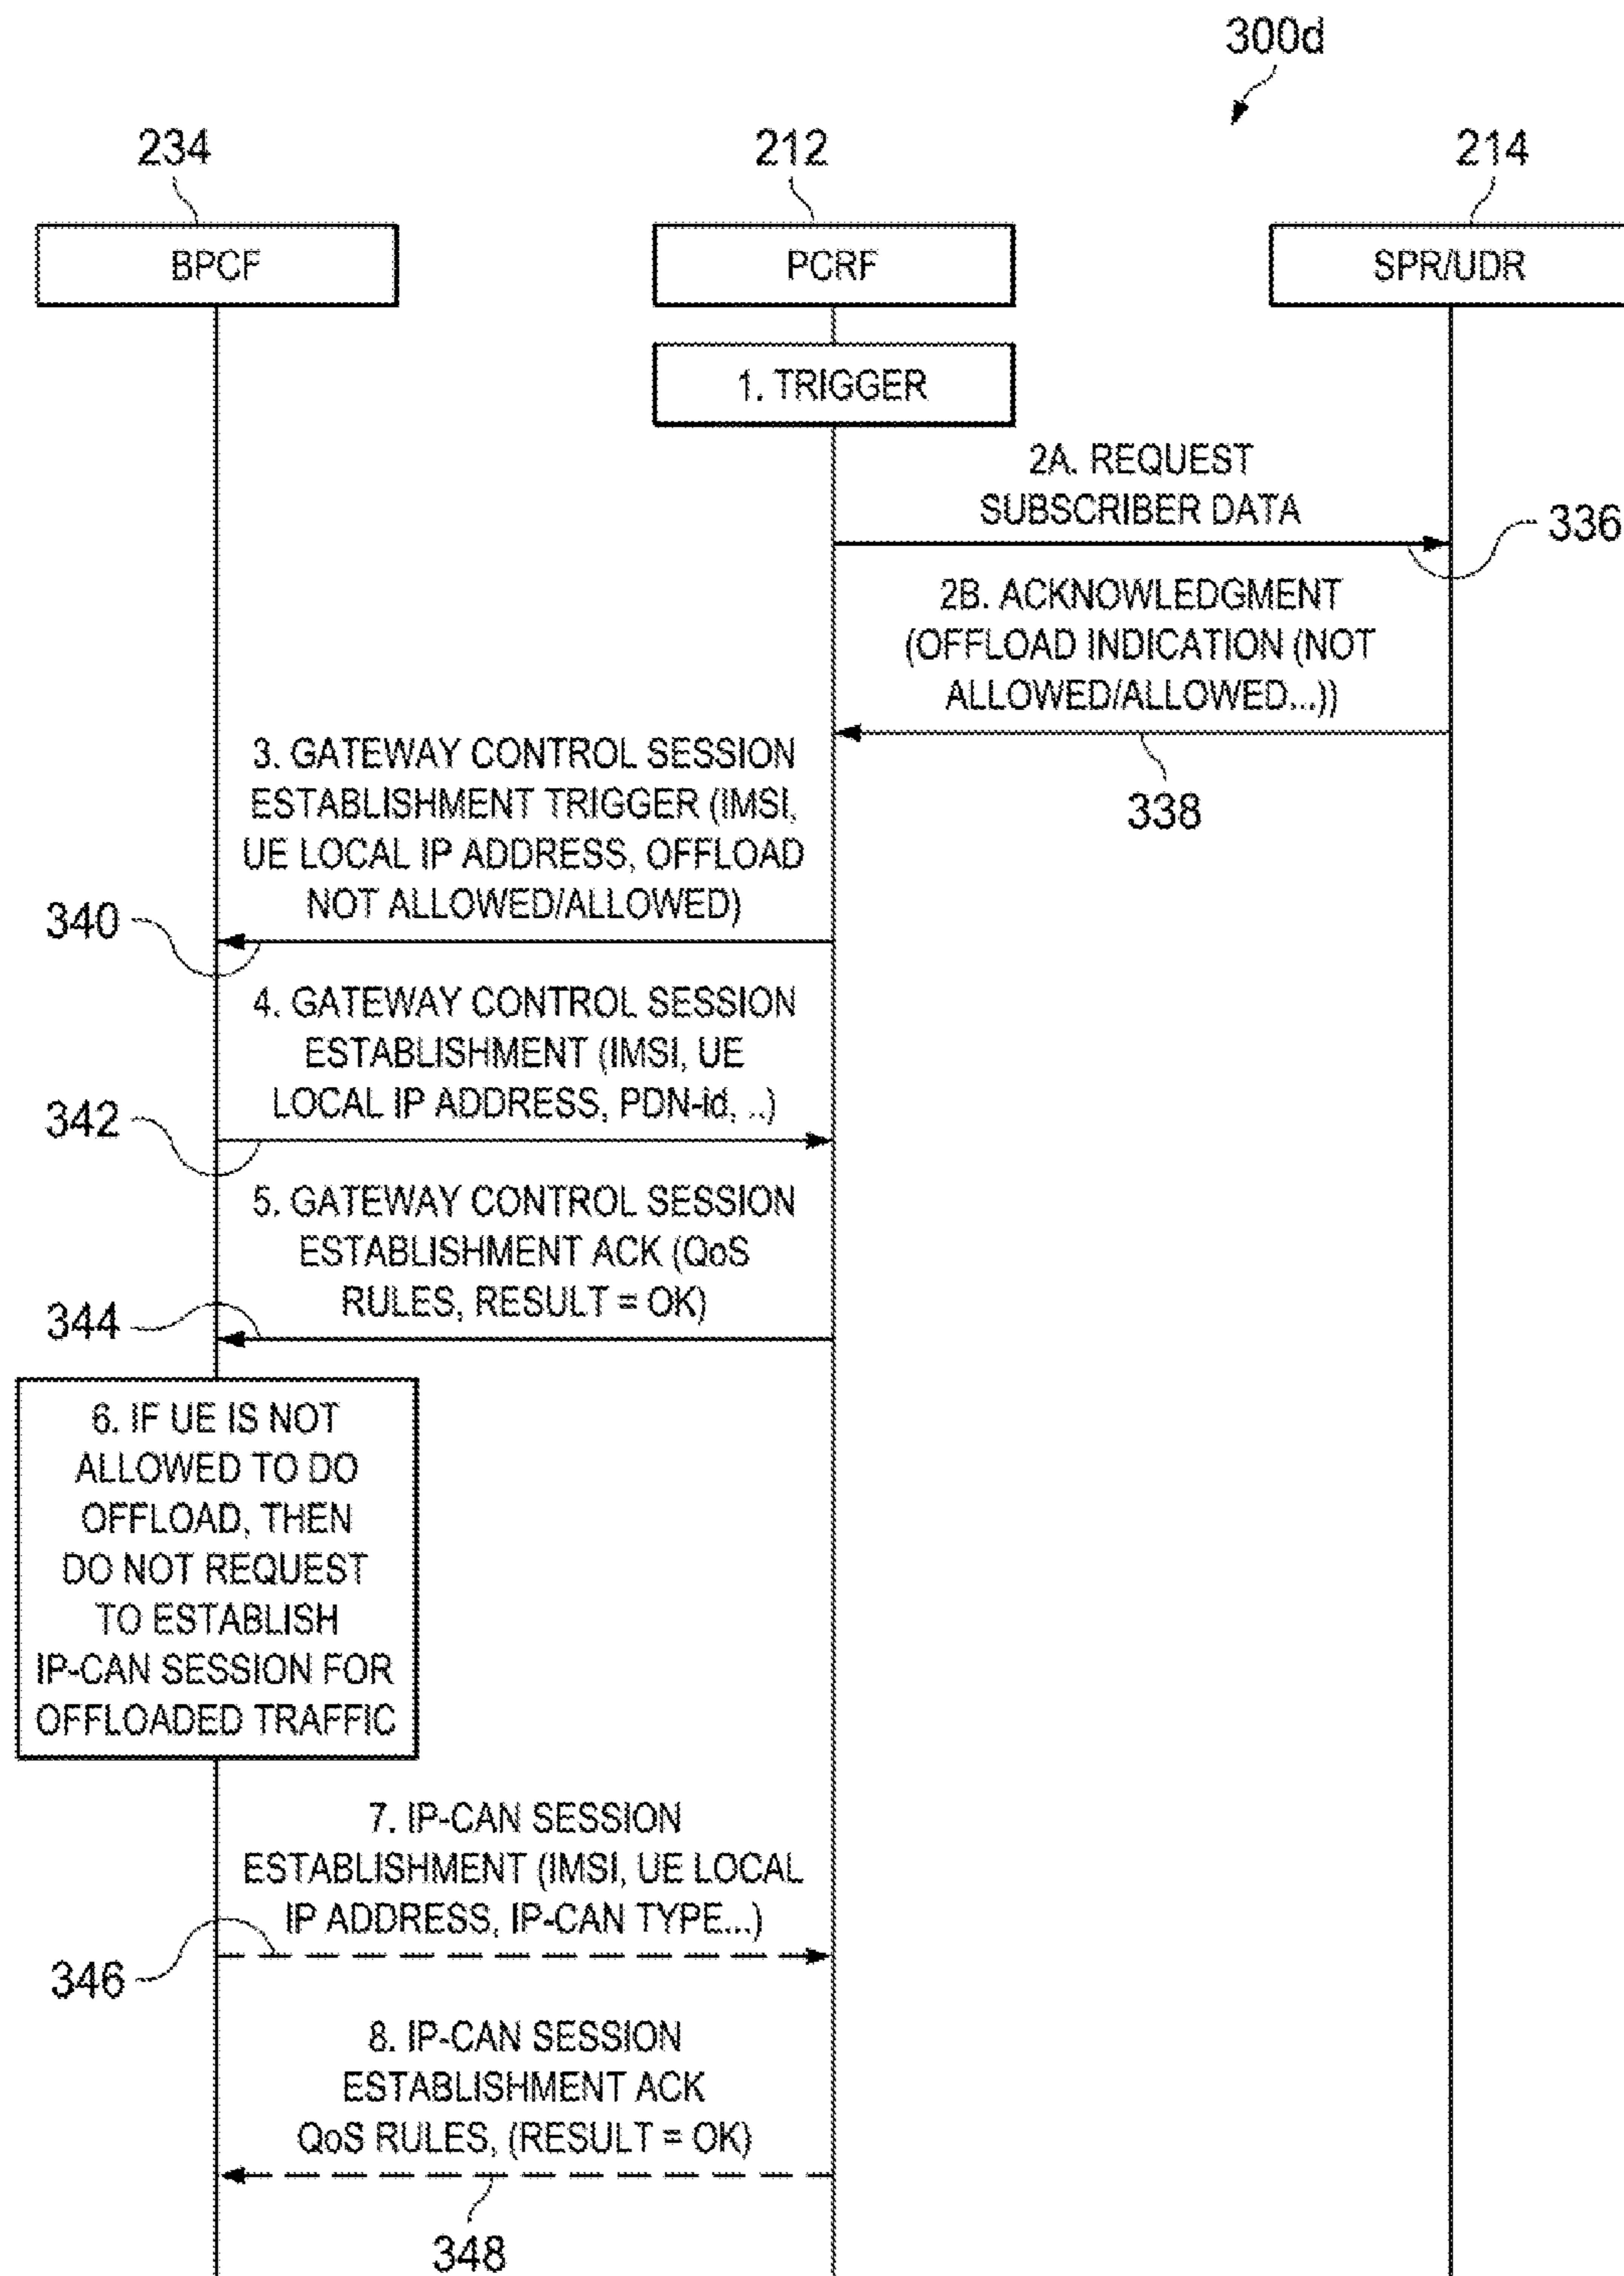 300d
234
212
214
BPCF
PCRF
SPR/UDR
1. TRIGGER
2A. REQUEST
SUBSCRIBER DATA
336
2B. ACKNOWLEDGMENT
(OFFLOAD INDICATION (NOT
ALLOWED/ALLOWED...))
338
3. GATEWAY CONTROL SESSION
ESTABLISHMENT TRIGGER (IMSI,
UE LOCAL IP ADDRESS, OFFLOAD
NOT ALLOWED/ALLOWED)
340
4. GATEWAY CONTROL SESSION
ESTABLISHMENT (IMSI, UE
LOCAL IP ADDRESS, PDN-id, ..)
342
5. GATEWAY CONTROL SESSION
ESTABLISHMENT ACK (QoS
RULES, RESULT = OK)
344
6. IF UE IS NOT
ALLOWED TO DO
OFFLOAD, THEN
DO NOT REQUEST
TO ESTABLISH
IP-CAN SESSION FOR
OFFLOADED TRAFFIC
7. IP-CAN SESSION
ESTABLISHMENT (IMSI, UE LOCAL
IP ADDRESS, IP-CAN TYPE...)
346
8. IP-CAN SESSION
ESTABLISHMENT ACK
QoS RULES, (RESULT = OK)
348